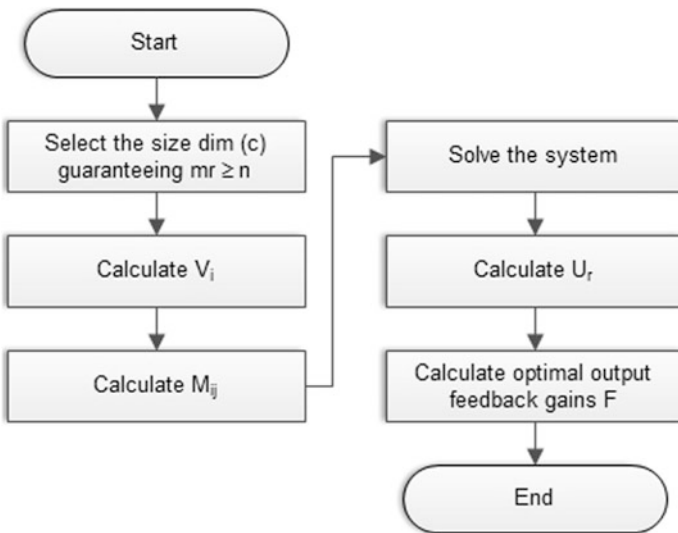 Start
Select the size dim (c)
guaranteeing mr ≥ n
Calculate Vᵢ
Calculate Mᵢⱼ
Solve the system
Calculate Uᵣ
Calculate optimal output
feedback gains F
End